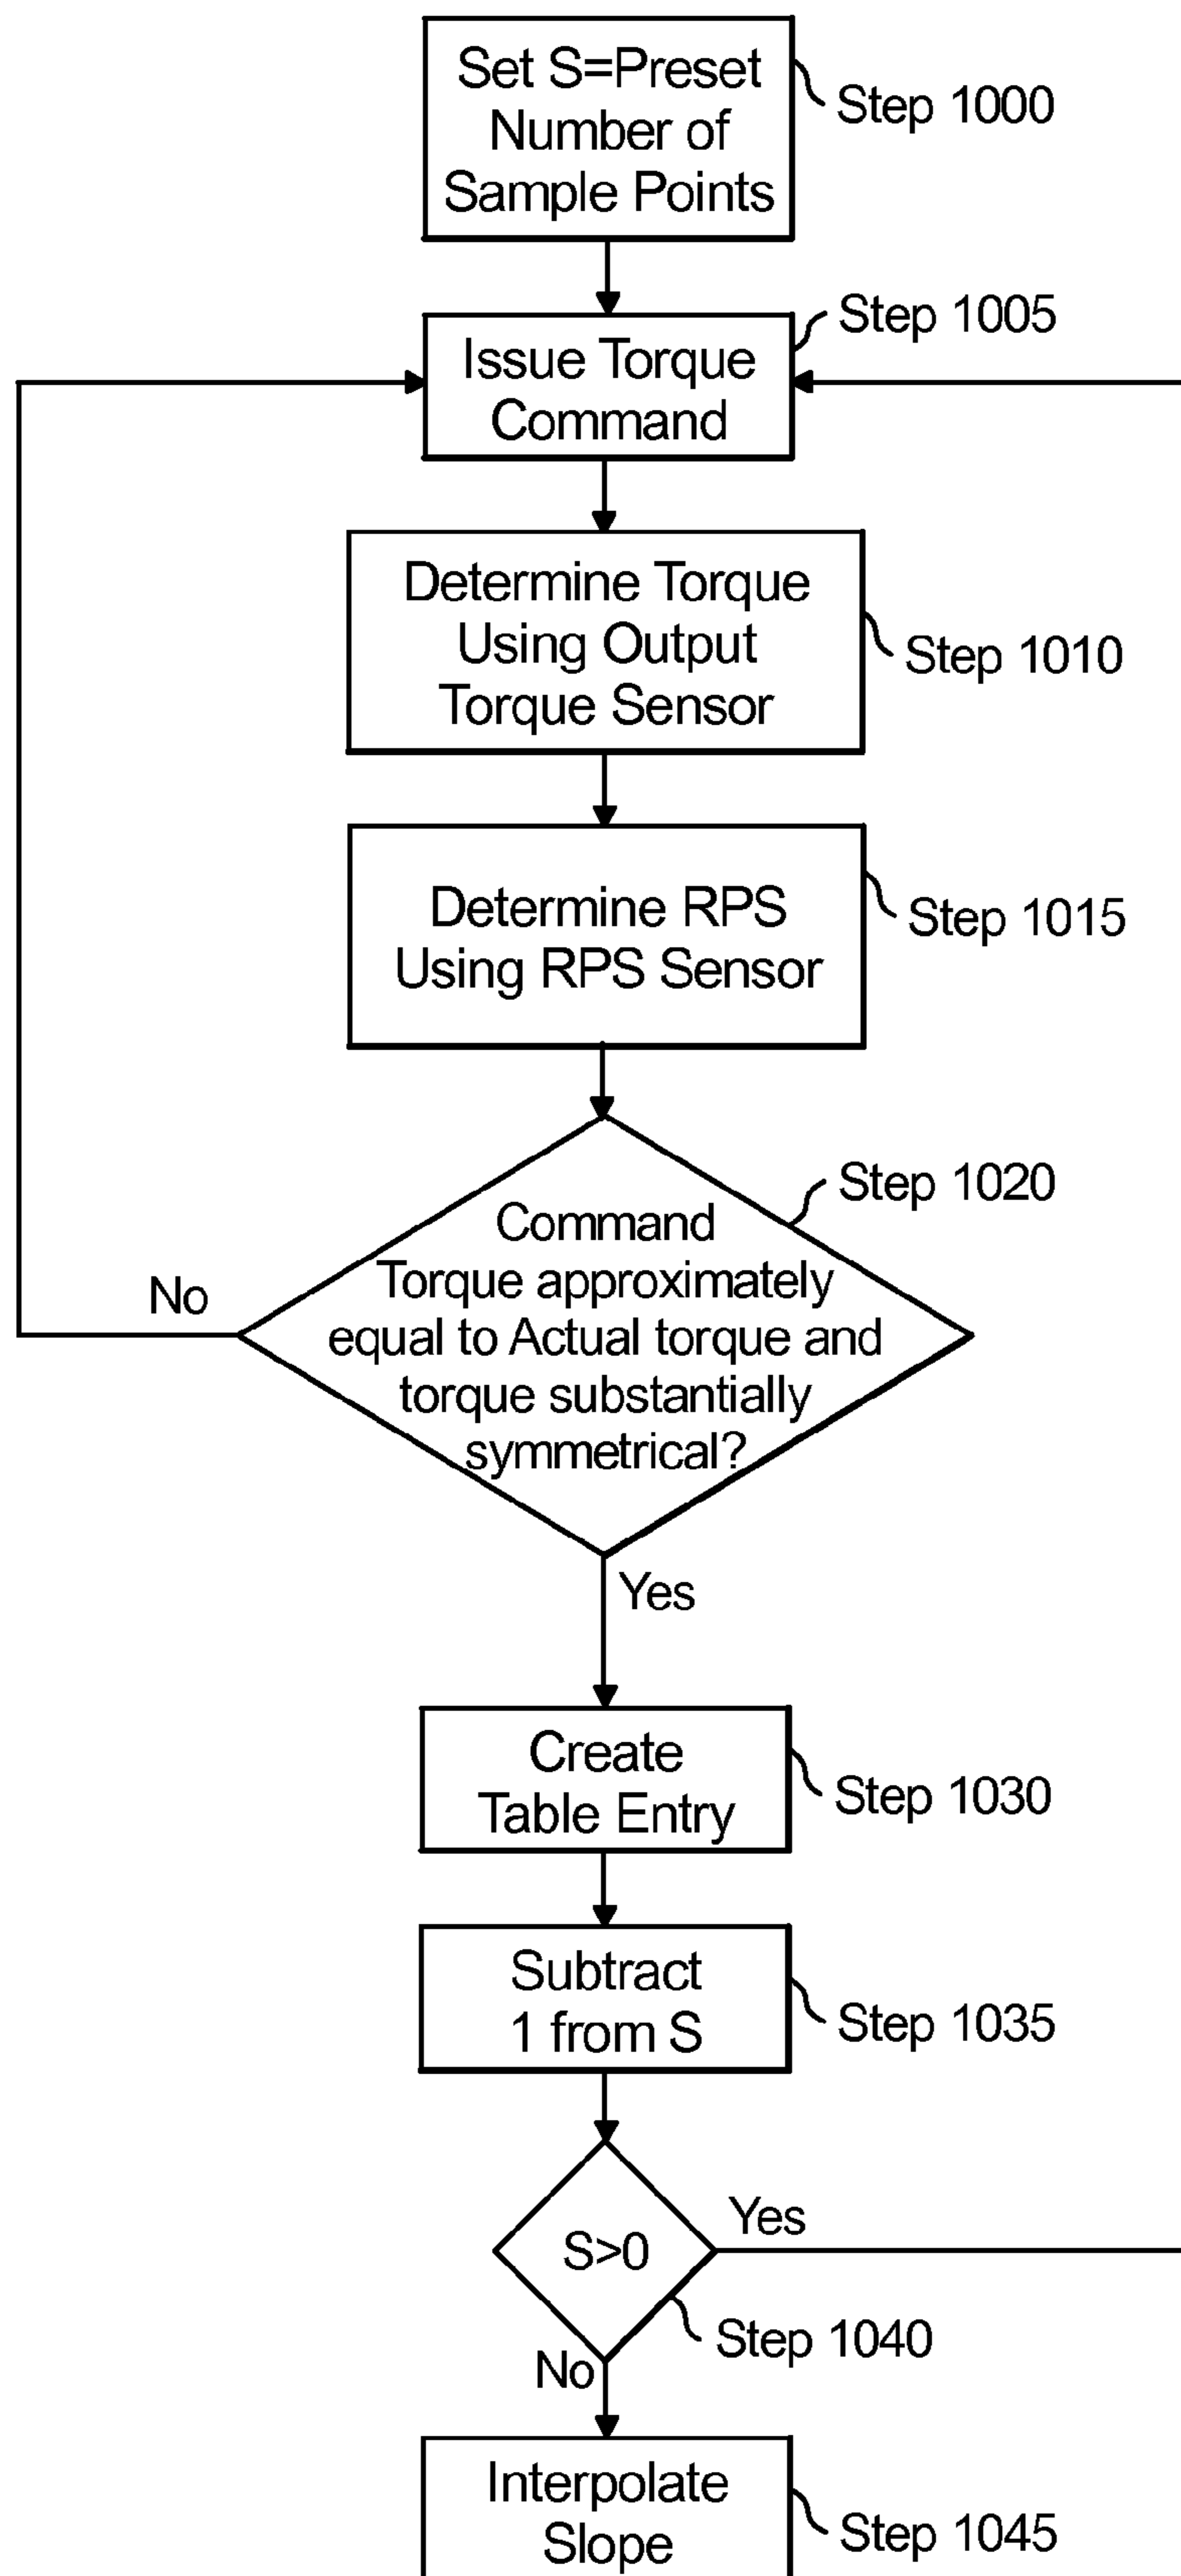 Set S=Preset
Number of
Sample Points
Step 1000
Step 1005
Issue Torque
Command
Determine Torque
Using Output
Torque Sensor
Step 1010
Determine RPS
Using RPS Sensor
Step 1015
Step 1020
Command
Torque approximately
equal to Actual torque and
torque substantially
symmetrical?
No
Yes
Create
Table Entry
Step 1030
Subtract
1 from S
Step 1035
S>0
Yes
Step 1040
No
Interpolate
Slope
Step 1045